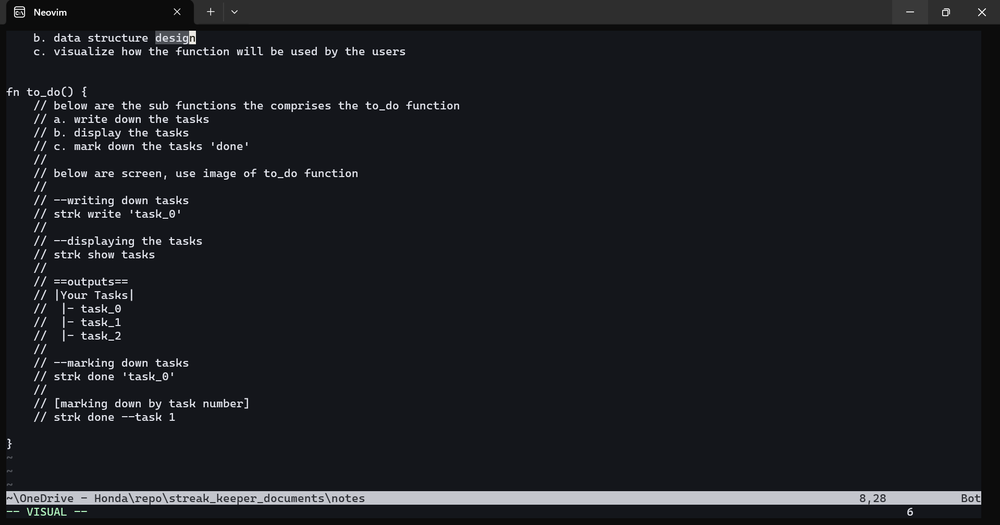 Neovim
    b. data structure design
    c. visualize how the function will be used by the users
fn to_do() {
    // below are the sub functions the comprises the to_do function
    // a. write down the tasks
    // b. display the tasks
    // c. mark down the tasks 'done'
    //
    // below are screen, use image of to_do function
    //
    // --writing down tasks
    // strk write 'task_0'
    //
    // --displaying the tasks
    // strk show tasks
    //
    // ==outputs==
    // |Your Tasks|
    //  |- task_0
    //  |- task_1
    //  |- task_2
    //
    // --marking down tasks
    // strk done 'task_0'
    //
    // [marking down by task number]
    // strk done --task 1
}
~
~
~
~\OneDrive - Honda\repo\streak_keeper_documents\notes 8,28 Bot
-- VISUAL -- 6